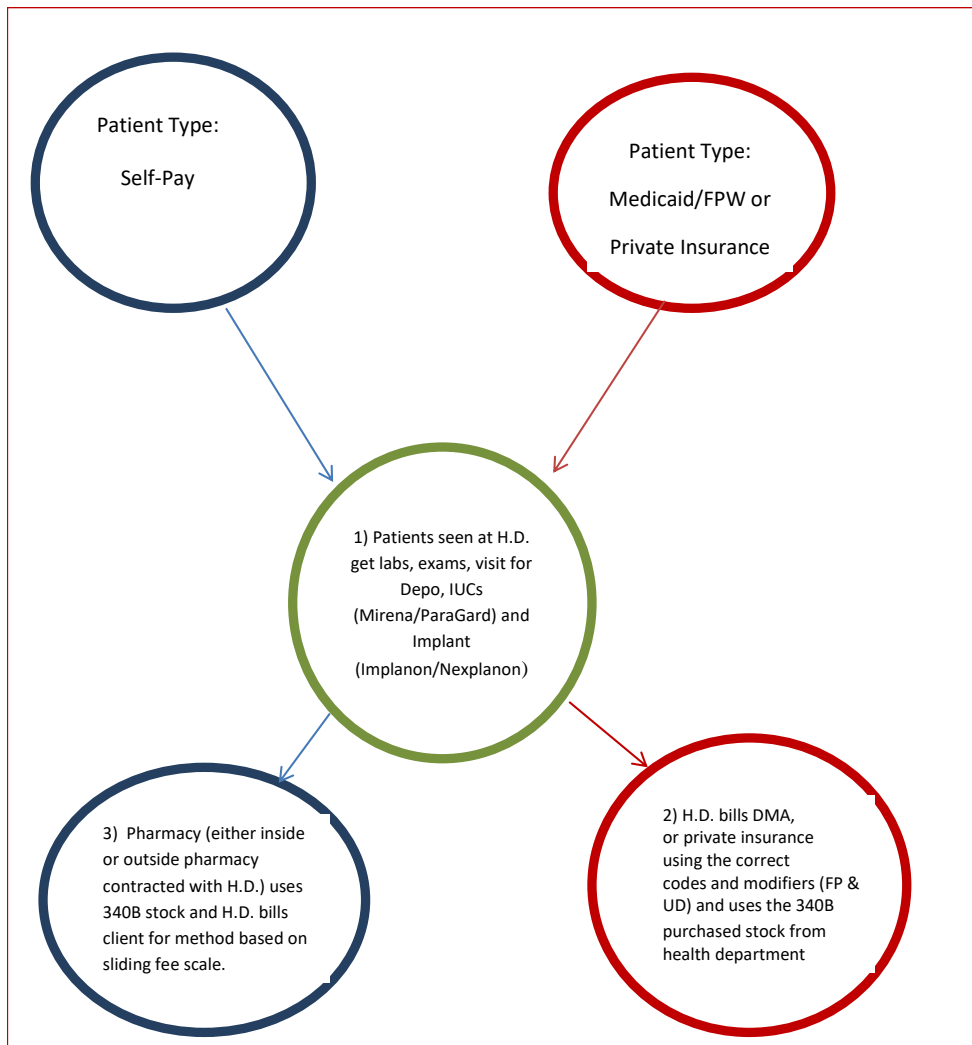 Patient Type:
Self-Pay
Patient Type:
Medicaid/FPW or
Private Insurance
1) Patients seen at H.D.
get labs, exams, visit for
Depo, IUCs
(Mirena/ParaGard) and
Implant
(Implanon/Nexplanon)
3) Pharmacy (either inside
or outside pharmacy
contracted with H.D.) uses
340B stock and H.D. bills
client for method based on
sliding fee scale.
2) H.D. bills DMA,
or private insurance
using the correct
codes and modifiers (FP &
UD) and uses the 340B
purchased stock from
health department